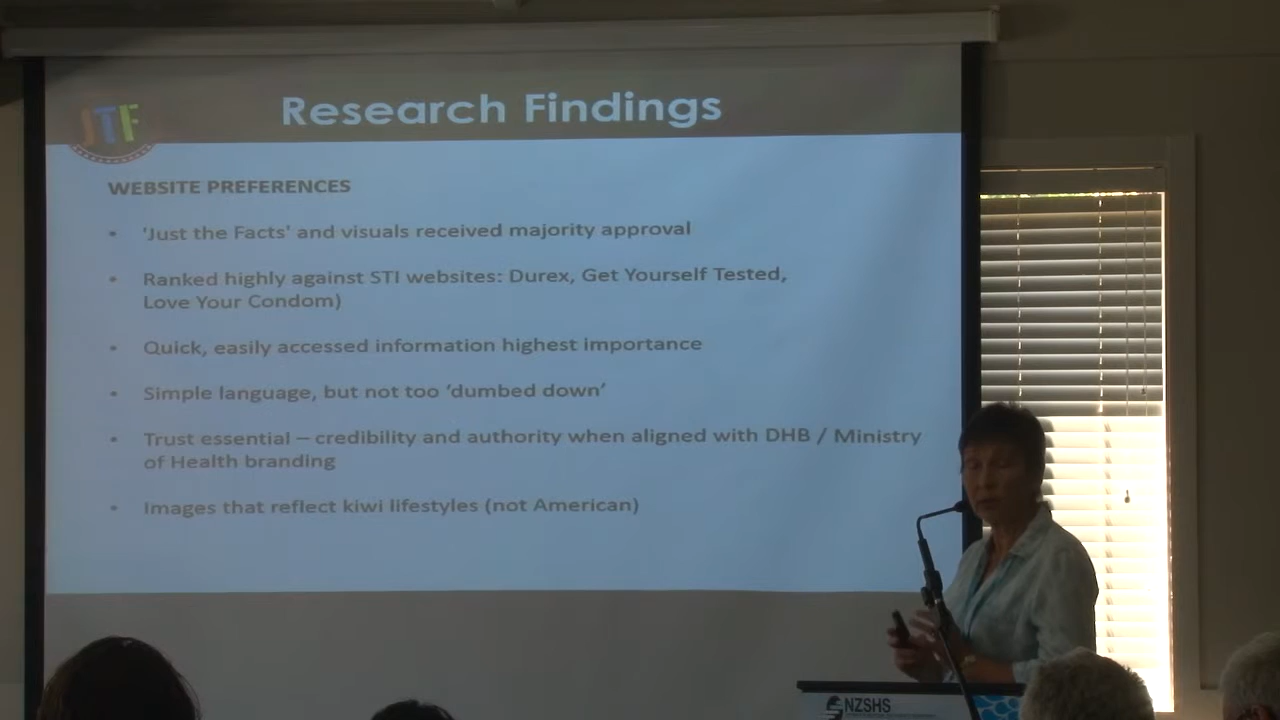 JTF
Research Findings
WEBSITE PREFERENCES
• 'Just the Facts' and visuals received majority approval
• Ranked highly against STI websites: Durex, Get Yourself Tested,
Love Your Condom)
• Quick, easily accessed information highest importance
• Simple language, but not too 'dumbed down'
• Trust essential – credibility and authority when aligned with DHB / Ministry
of Health branding
• Images that reflect kiwi lifestyles (not American)
NZSHS